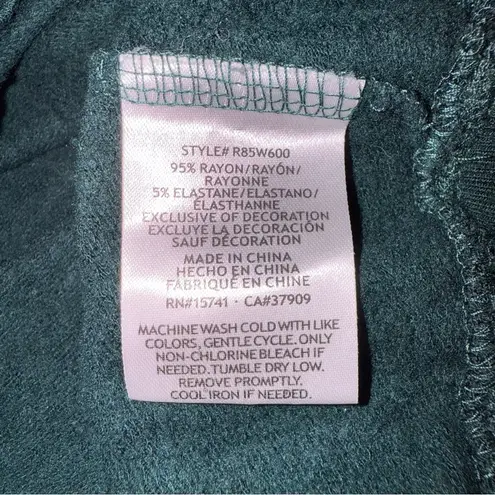 STYLE# R85W600
95% RAYON/RAYÓN/
RAYONNE
5% ELASTANE/ELASTANO/
ÉLASTHANNE
EXCLUSIVE OF DECORATION
EXCLUYE LA DECORACIÓN
SAUF DÉCORATION
MADE IN CHINA
HECHO EN CHINA
FABRIQUÉ EN CHINE
RN#15741 · CA#37909
MACHINE WASH COLD WITH LIKE
COLORS, GENTLE CYCLE. ONLY
NON-CHLORINE BLEACH IF
NEEDED. TUMBLE DRY LOW.
REMOVE PROMPTLY.
COOL IRON IF NEEDED.